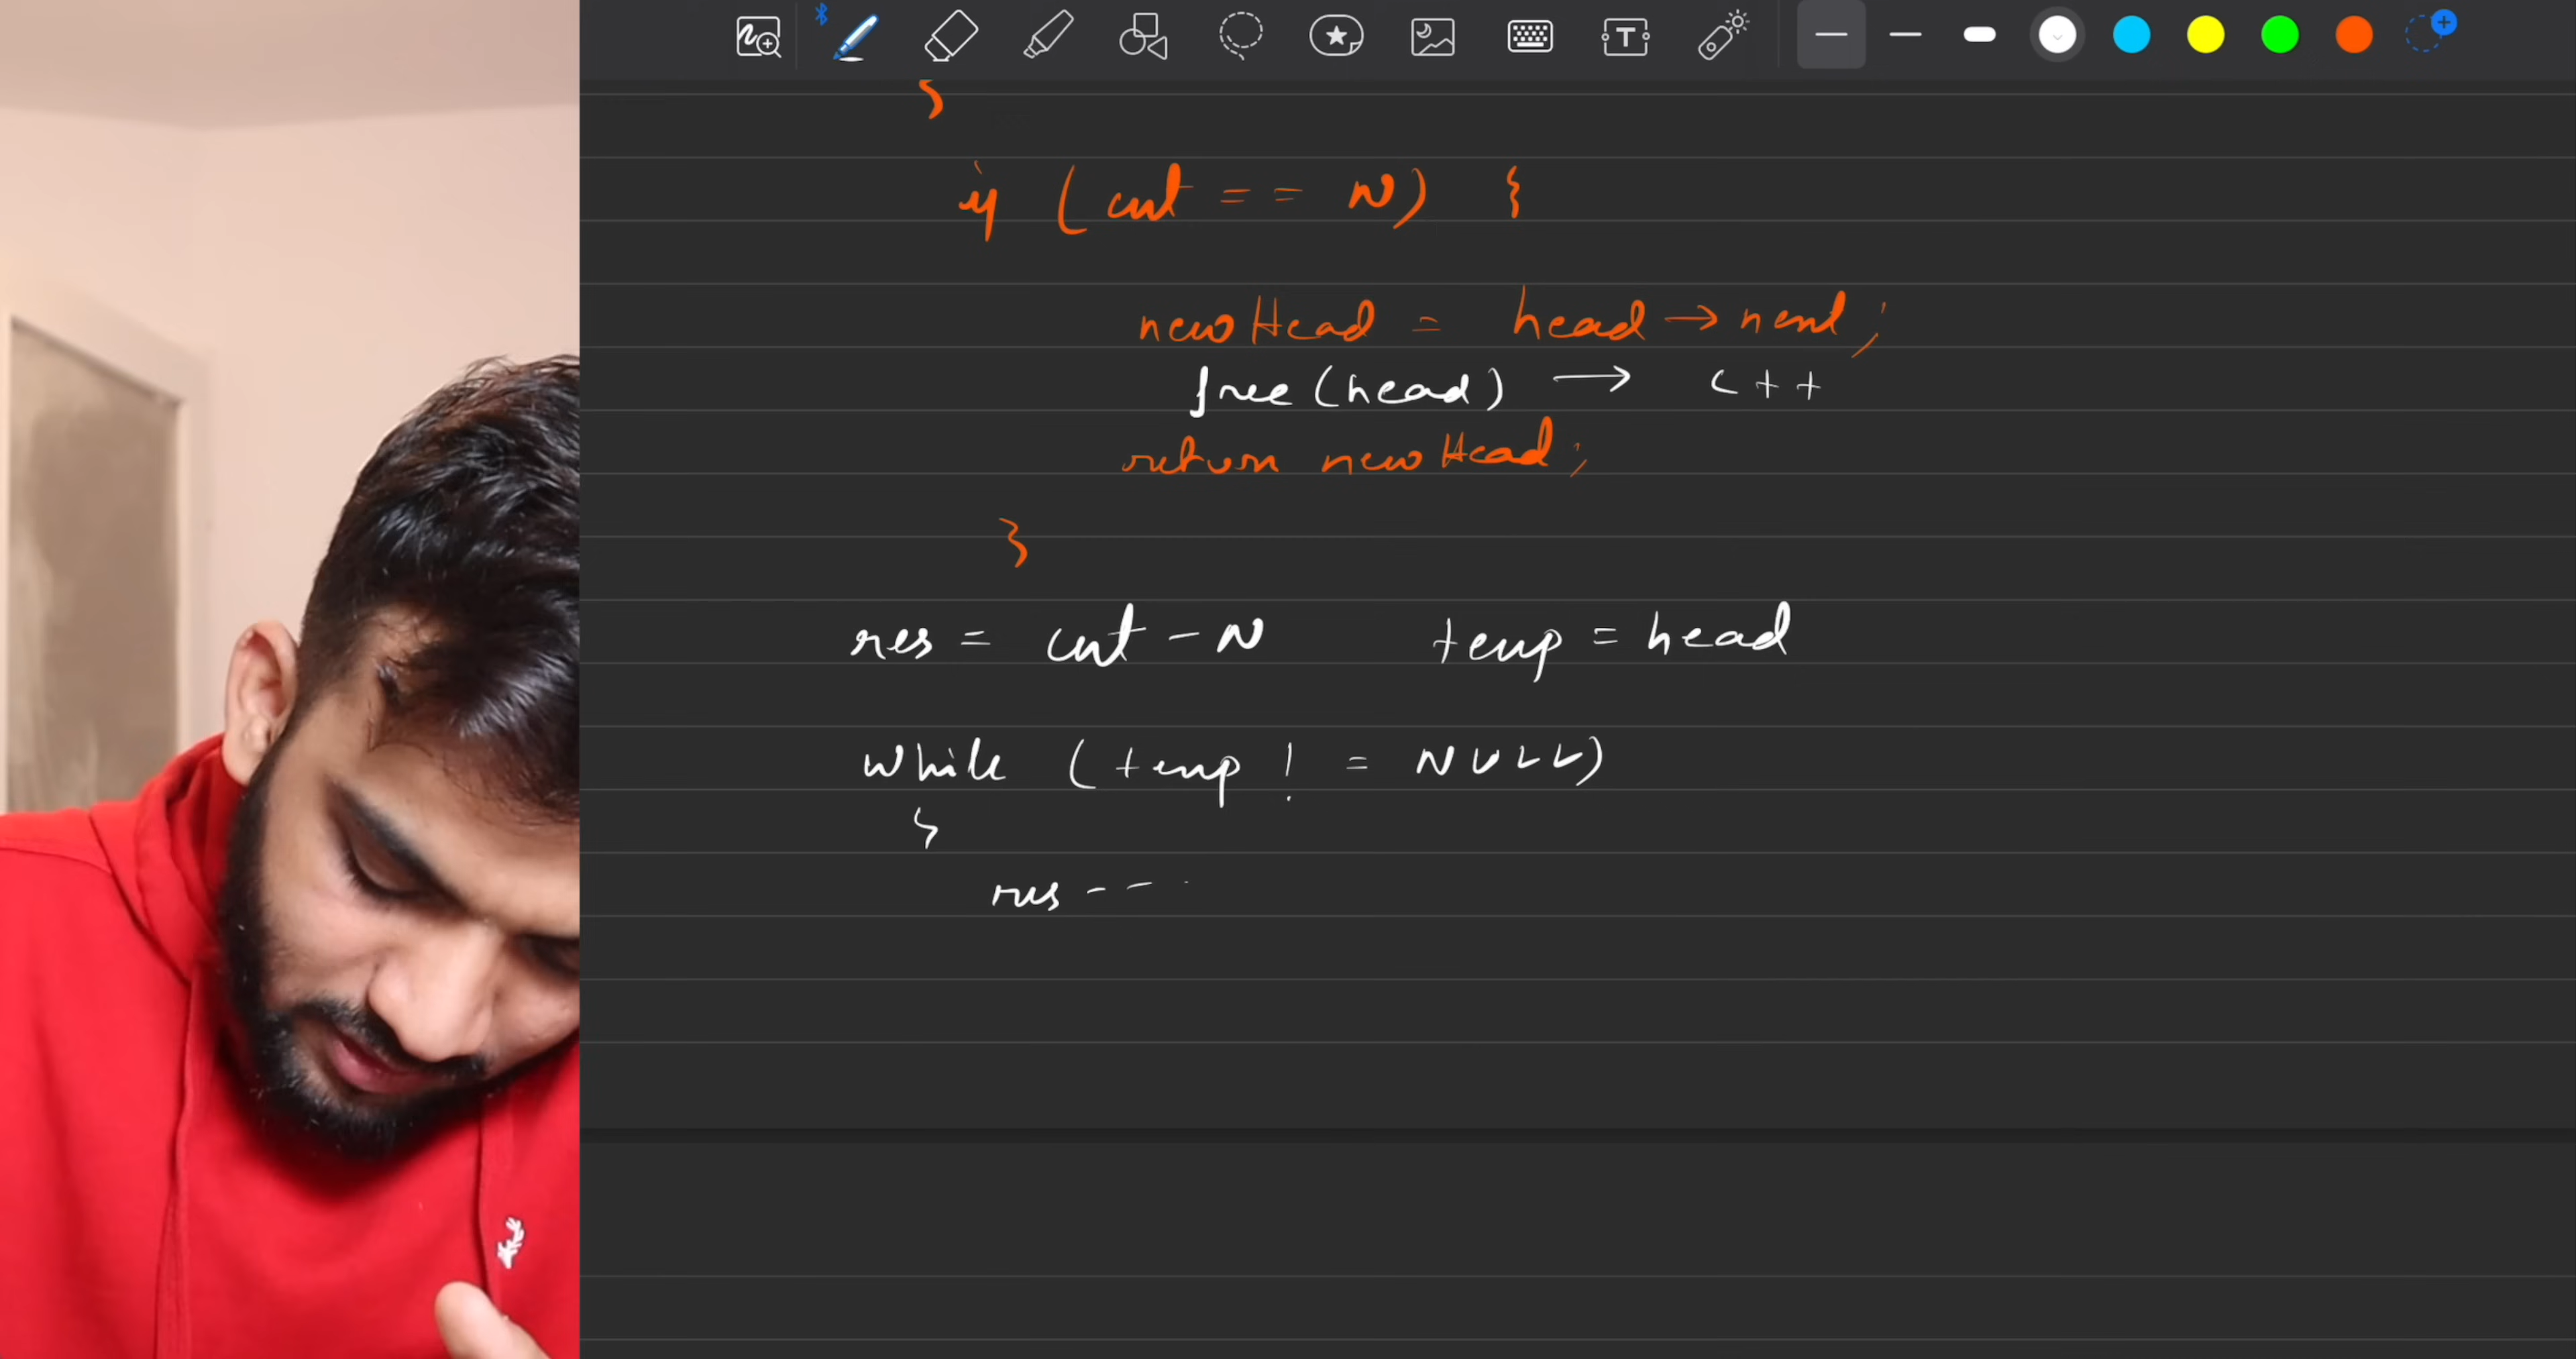 }
if (cnt == N) {
newHead = head → next;
free(head) → C++
return newHead;
}
res = cnt - N temp = head
while (temp != NULL)
{
res--